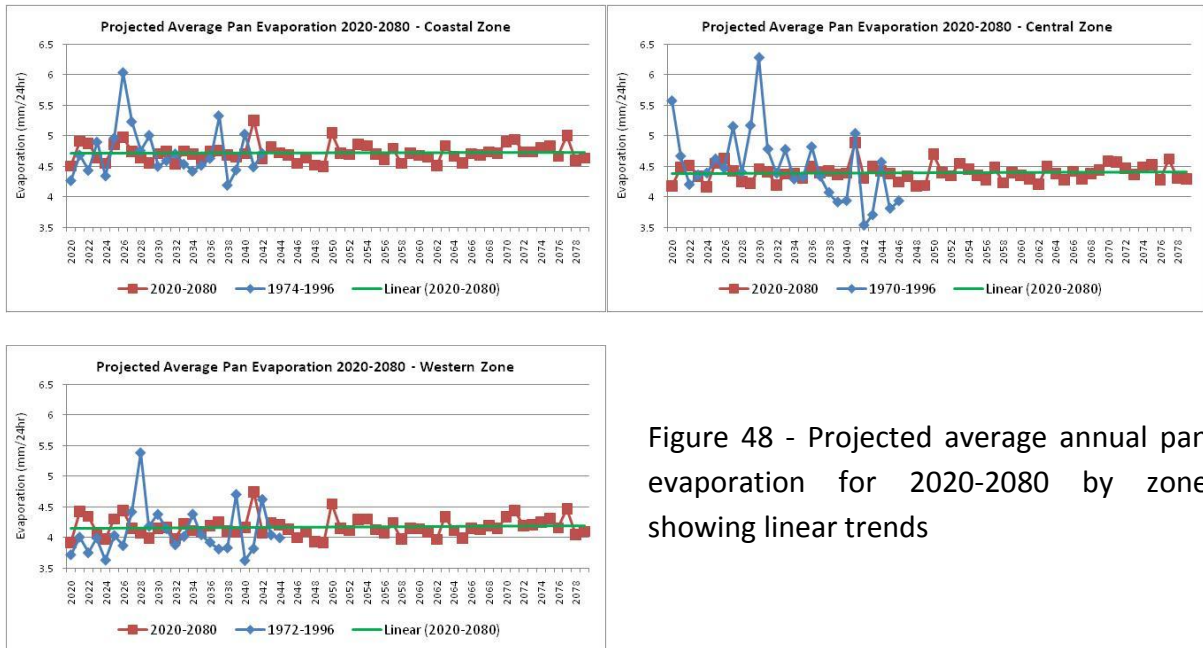 Projected Average Pan Evaporation 2020-2080 - Coastal Zone
Evaporation (mm/24hr)
6.5
6
5.5
5
4.5
4
3.5
2020 2022 2024 2026 2028 2030 2032 2034 2036 2038 2040 2042 2044 2046 2048 2050 2052 2054 2056 2058 2060 2062 2064 2066 2068 2070 2072 2074 2076 2078
2020-2080 1974-1996 Linear (2020-2080)
Projected Average Pan Evaporation 2020-2080 - Central Zone
Evaporation (mm/24hr)
6.5
6
5.5
5
4.5
4
3.5
2020 2022 2024 2026 2028 2030 2032 2034 2036 2038 2040 2042 2044 2046 2048 2050 2052 2054 2056 2058 2060 2062 2064 2066 2068 2070 2072 2074 2076 2078
2020-2080 1970-1996 Linear (2020-2080)
Projected Average Pan Evaporation 2020-2080 - Western Zone
Evaporation (mm/24hr)
6.5
6
5.5
5
4.5
4
3.5
2020 2022 2024 2026 2028 2030 2032 2034 2036 2038 2040 2042 2044 2046 2048 2050 2052 2054 2056 2058 2060 2062 2064 2066 2068 2070 2072 2074 2076 2078
2020-2080 1972-1996 Linear (2020-2080)
Figure 48 - Projected average annual pan
evaporation for 2020-2080 by zone
showing linear trends